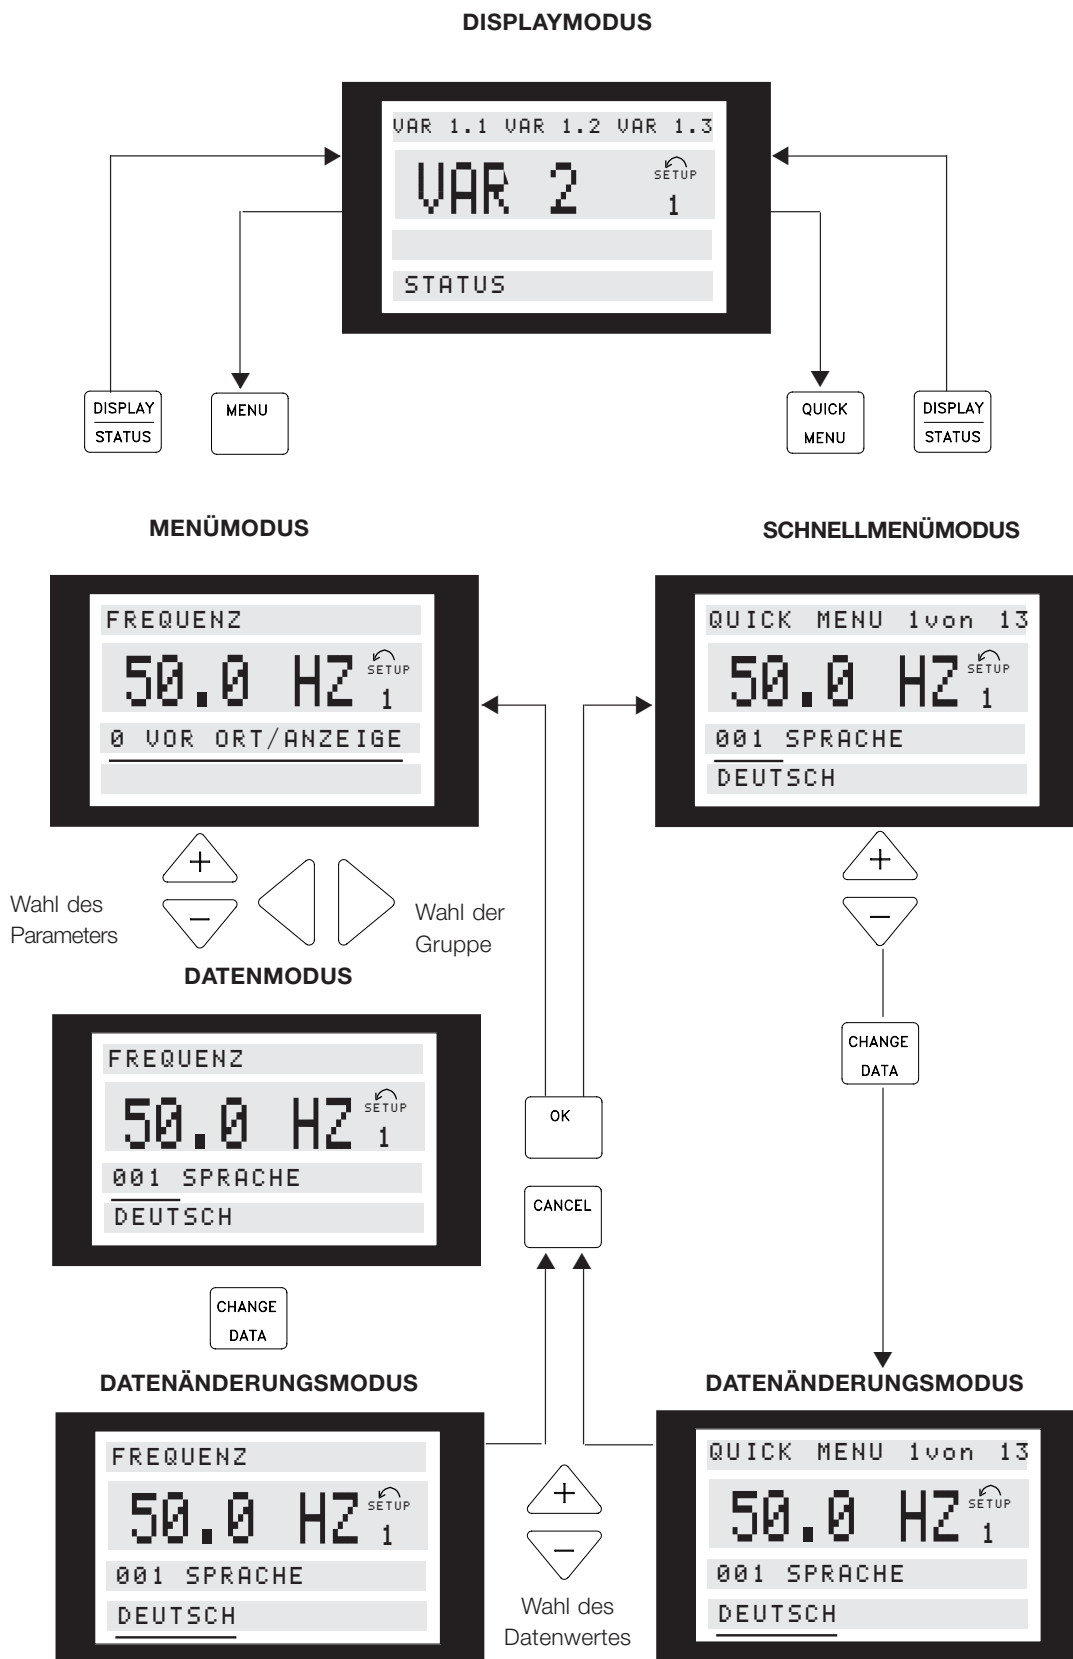 DISPLAYMODUS
VAR 1.1 VAR 1.2 VAR 1.3
VAR 2
SETUP
1
STATUS
DISPLAY
STATUS
MENU
QUICK
MENU
DISPLAY
STATUS
MENÜMODUS
FREQUENZ
50.0 HZ
SETUP
1
0 VOR ORT/ANZEIGE
SCHNELLMENÜMODUS
QUICK MENU 1von 13
50.0 HZ
SETUP
1
001 SPRACHE
DEUTSCH
Wahl des
Parameters
+
−
Wahl der
Gruppe
+
−
DATENMODUS
FREQUENZ
50.0 HZ
SETUP
1
001 SPRACHE
DEUTSCH
CHANGE
DATA
OK
CANCEL
CHANGE
DATA
DATENÄNDERUNGSMODUS
FREQUENZ
50.0 HZ
SETUP
1
001 SPRACHE
DEUTSCH
+
−
Wahl des
Datenwertes
DATENÄNDERUNGSMODUS
QUICK MENU 1von 13
50.0 HZ
SETUP
1
001 SPRACHE
DEUTSCH